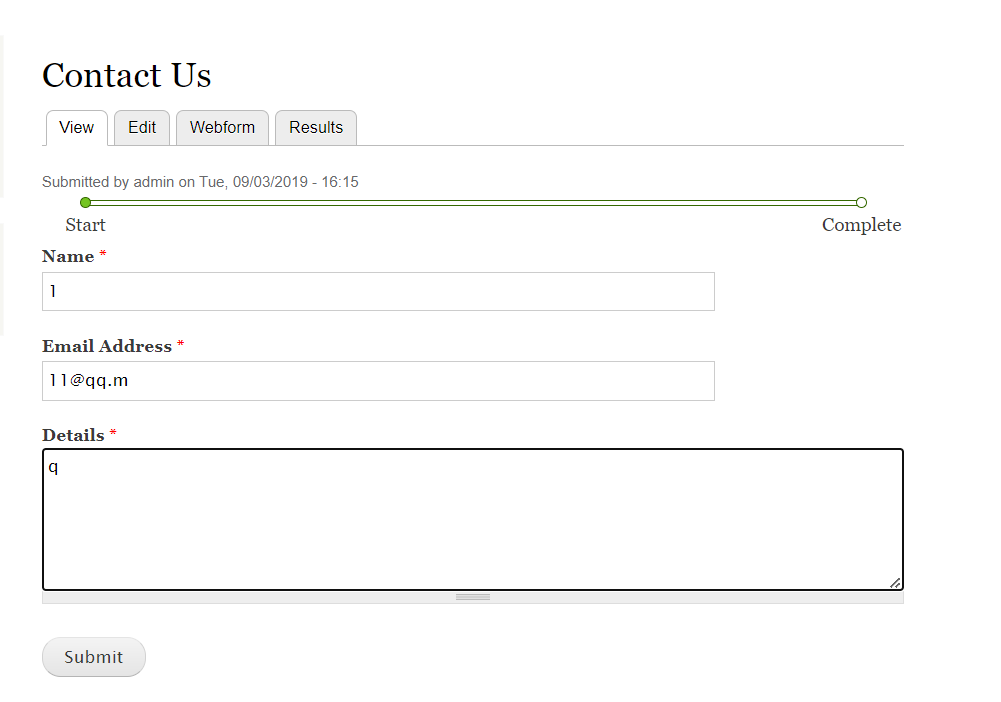 Contact Us
View Edit Webform Results
Submitted by admin on Tue, 09/03/2019 - 16:15
Start Complete
Name *
1
Email Address *
11@qq.m
Details *
q
Submit